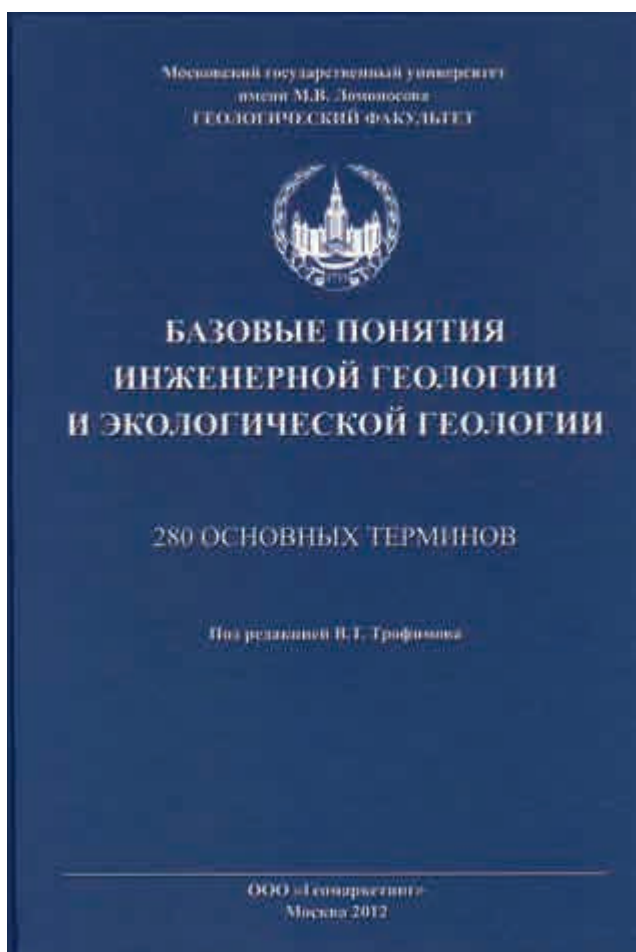 Московский государственный университет
имени М.В. Ломоносова
ГЕОЛОГИЧЕСКИЙ ФАКУЛЬТЕТ
БАЗОВЫЕ ПОНЯТИЯ
ИНЖЕНЕРНОЙ ГЕОЛОГИИ
И ЭКОЛОГИЧЕСКОЙ ГЕОЛОГИИ
280 ОСНОВНЫХ ТЕРМИНОВ
Под редакцией В.Т. Трофимова
ООО «Геомаркетинг»
Москва 2012